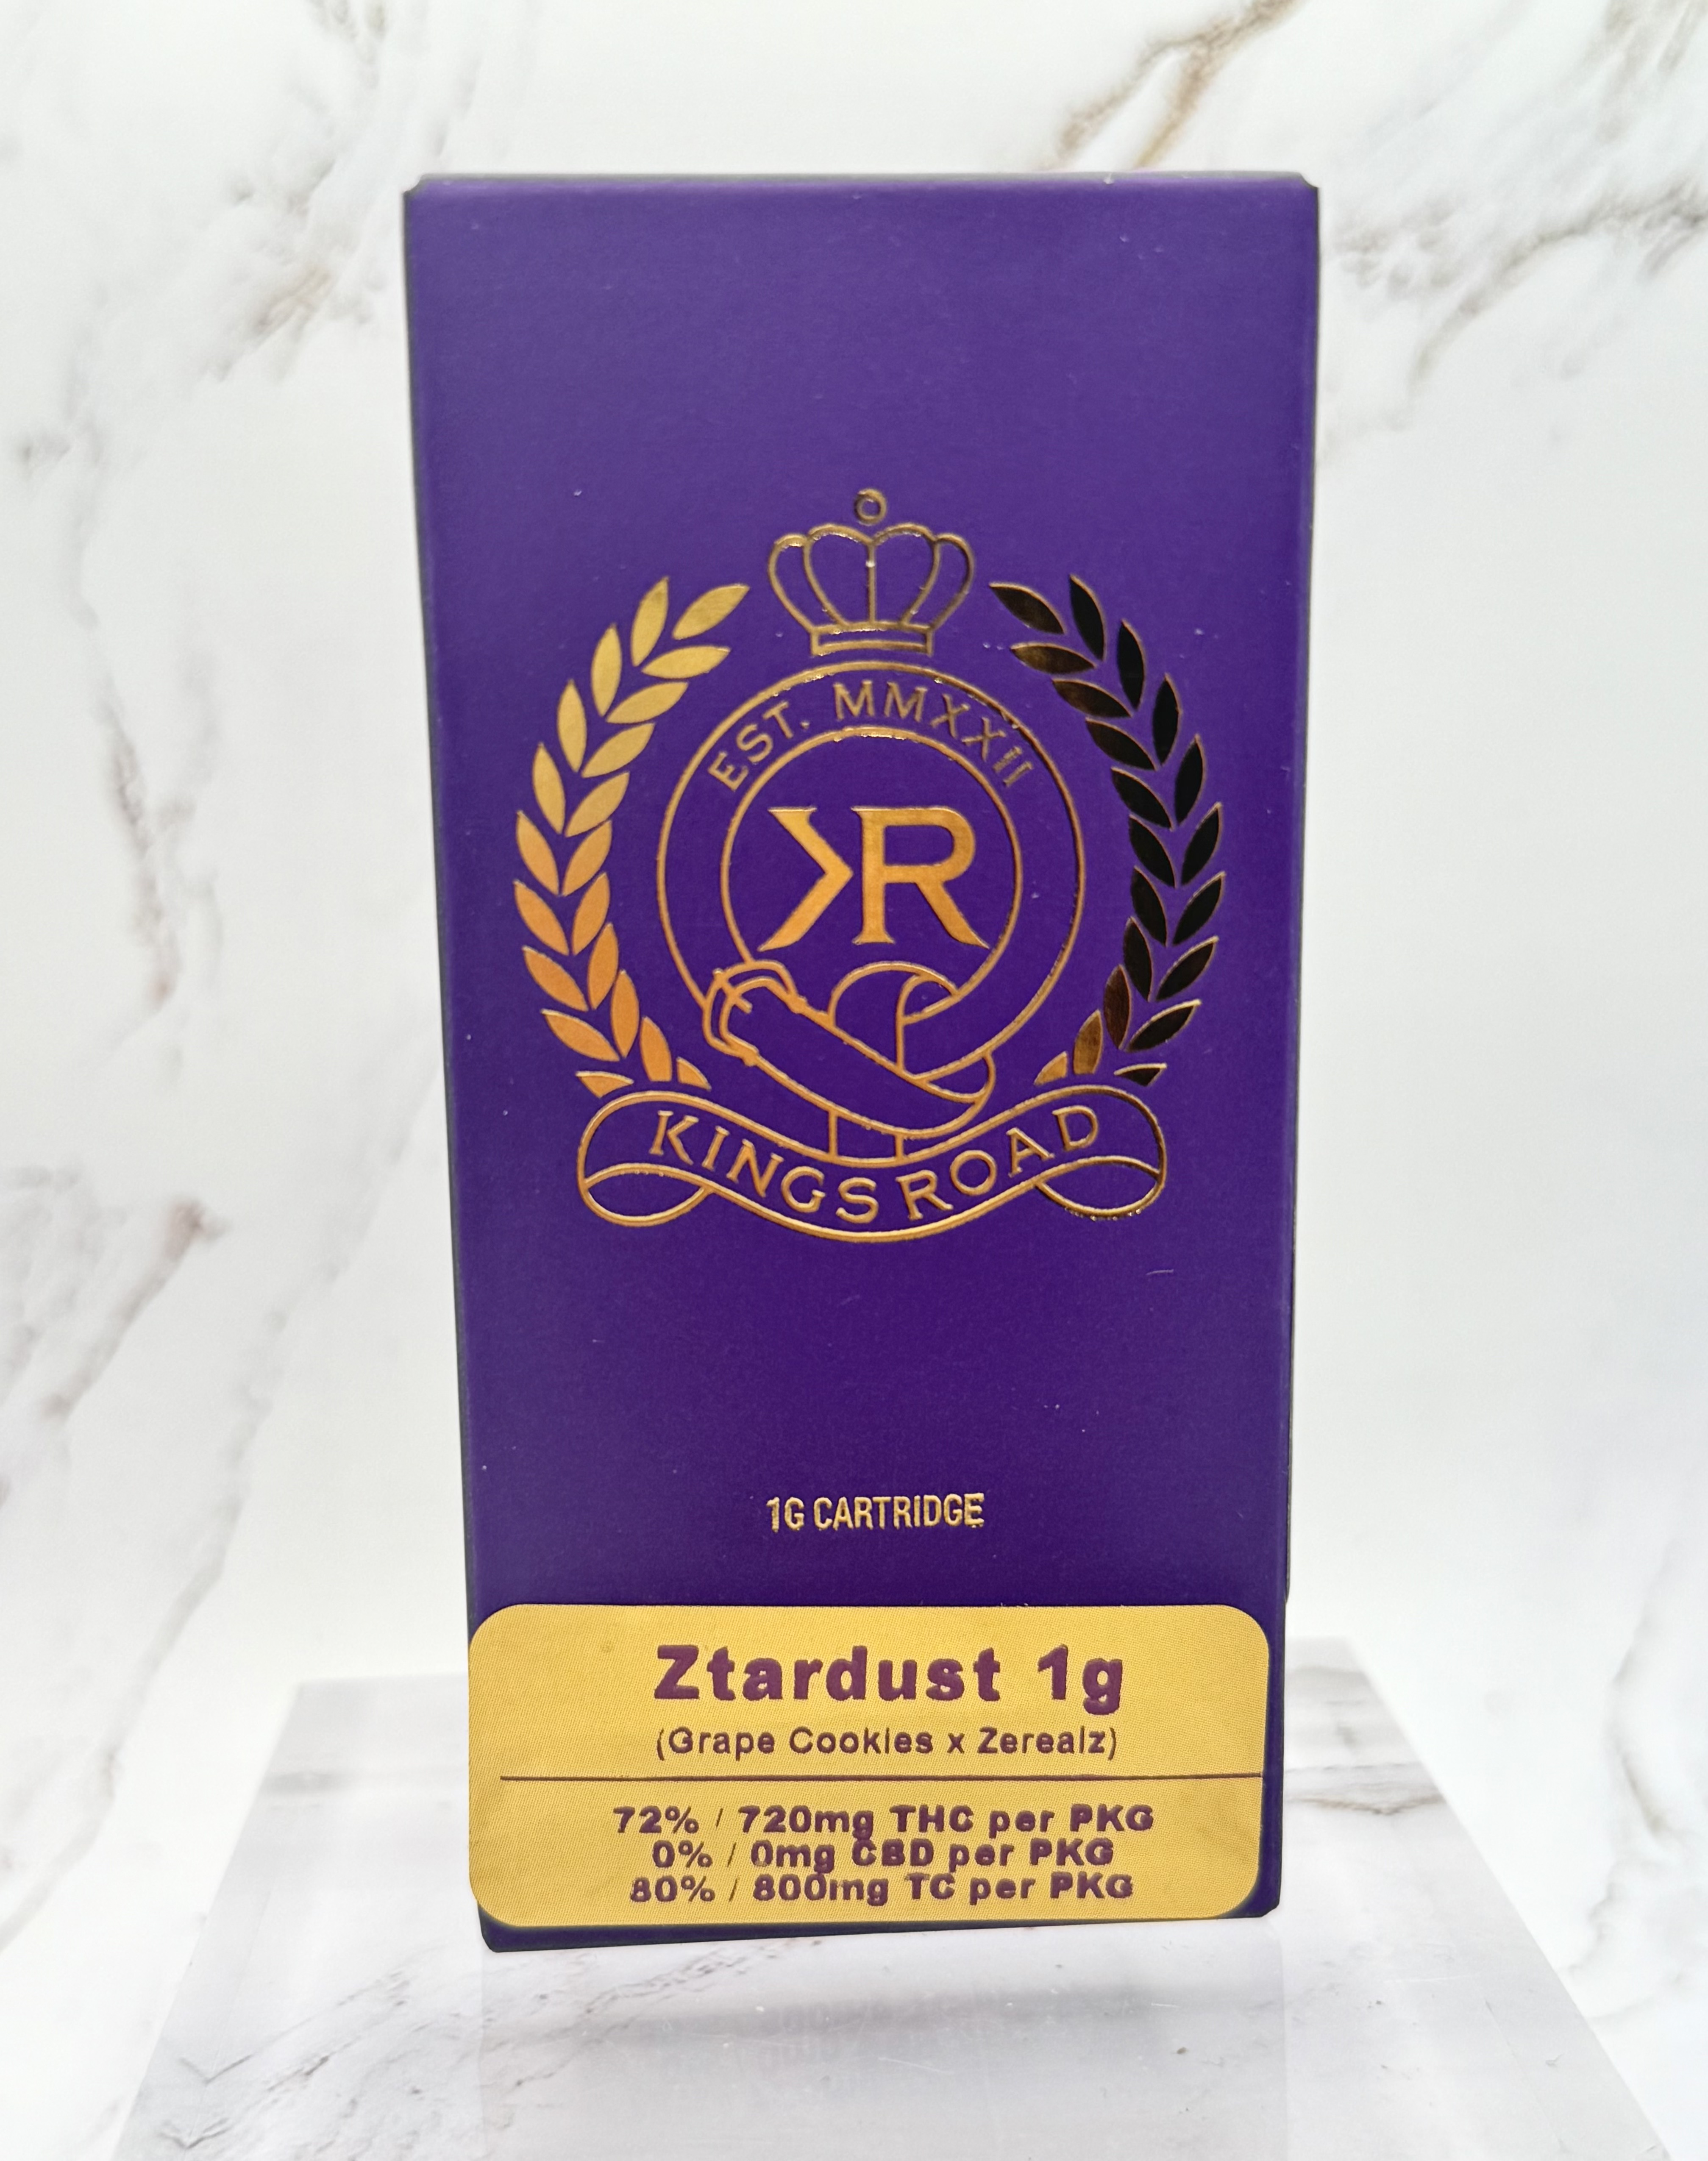 EST. MMXXII
KR
KINGS ROAD
1G CARTRIDGE
Ztardust 1g
(Grape Cookies x Zerealz)
72% / 720mg THC per PKG
0% / 0mg CBD per PKG
80% / 800mg TC per PKG